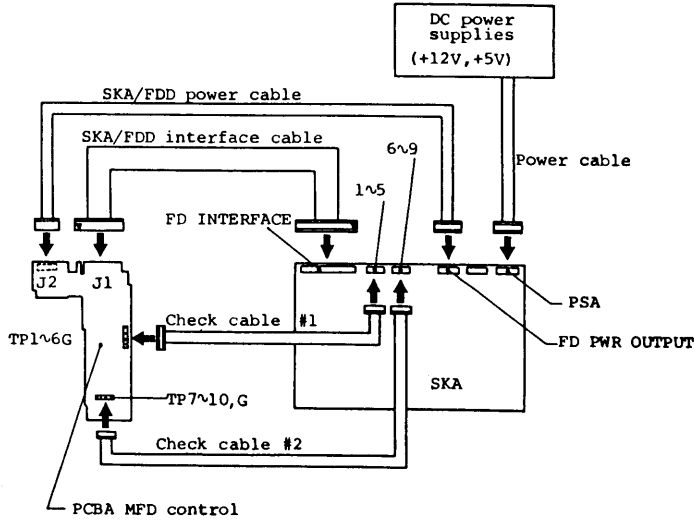 DC power
supplies
(+12V,+5V)
SKA/FDD power cable
SKA/FDD interface cable
6∿9
Power cable
1∿5
FD INTERFACE
J2
J1
PSA
Check cable #1
TP1∿6G
FD PWR OUTPUT
SKA
TP7∿10,G
Check cable #2
PCBA MFD control